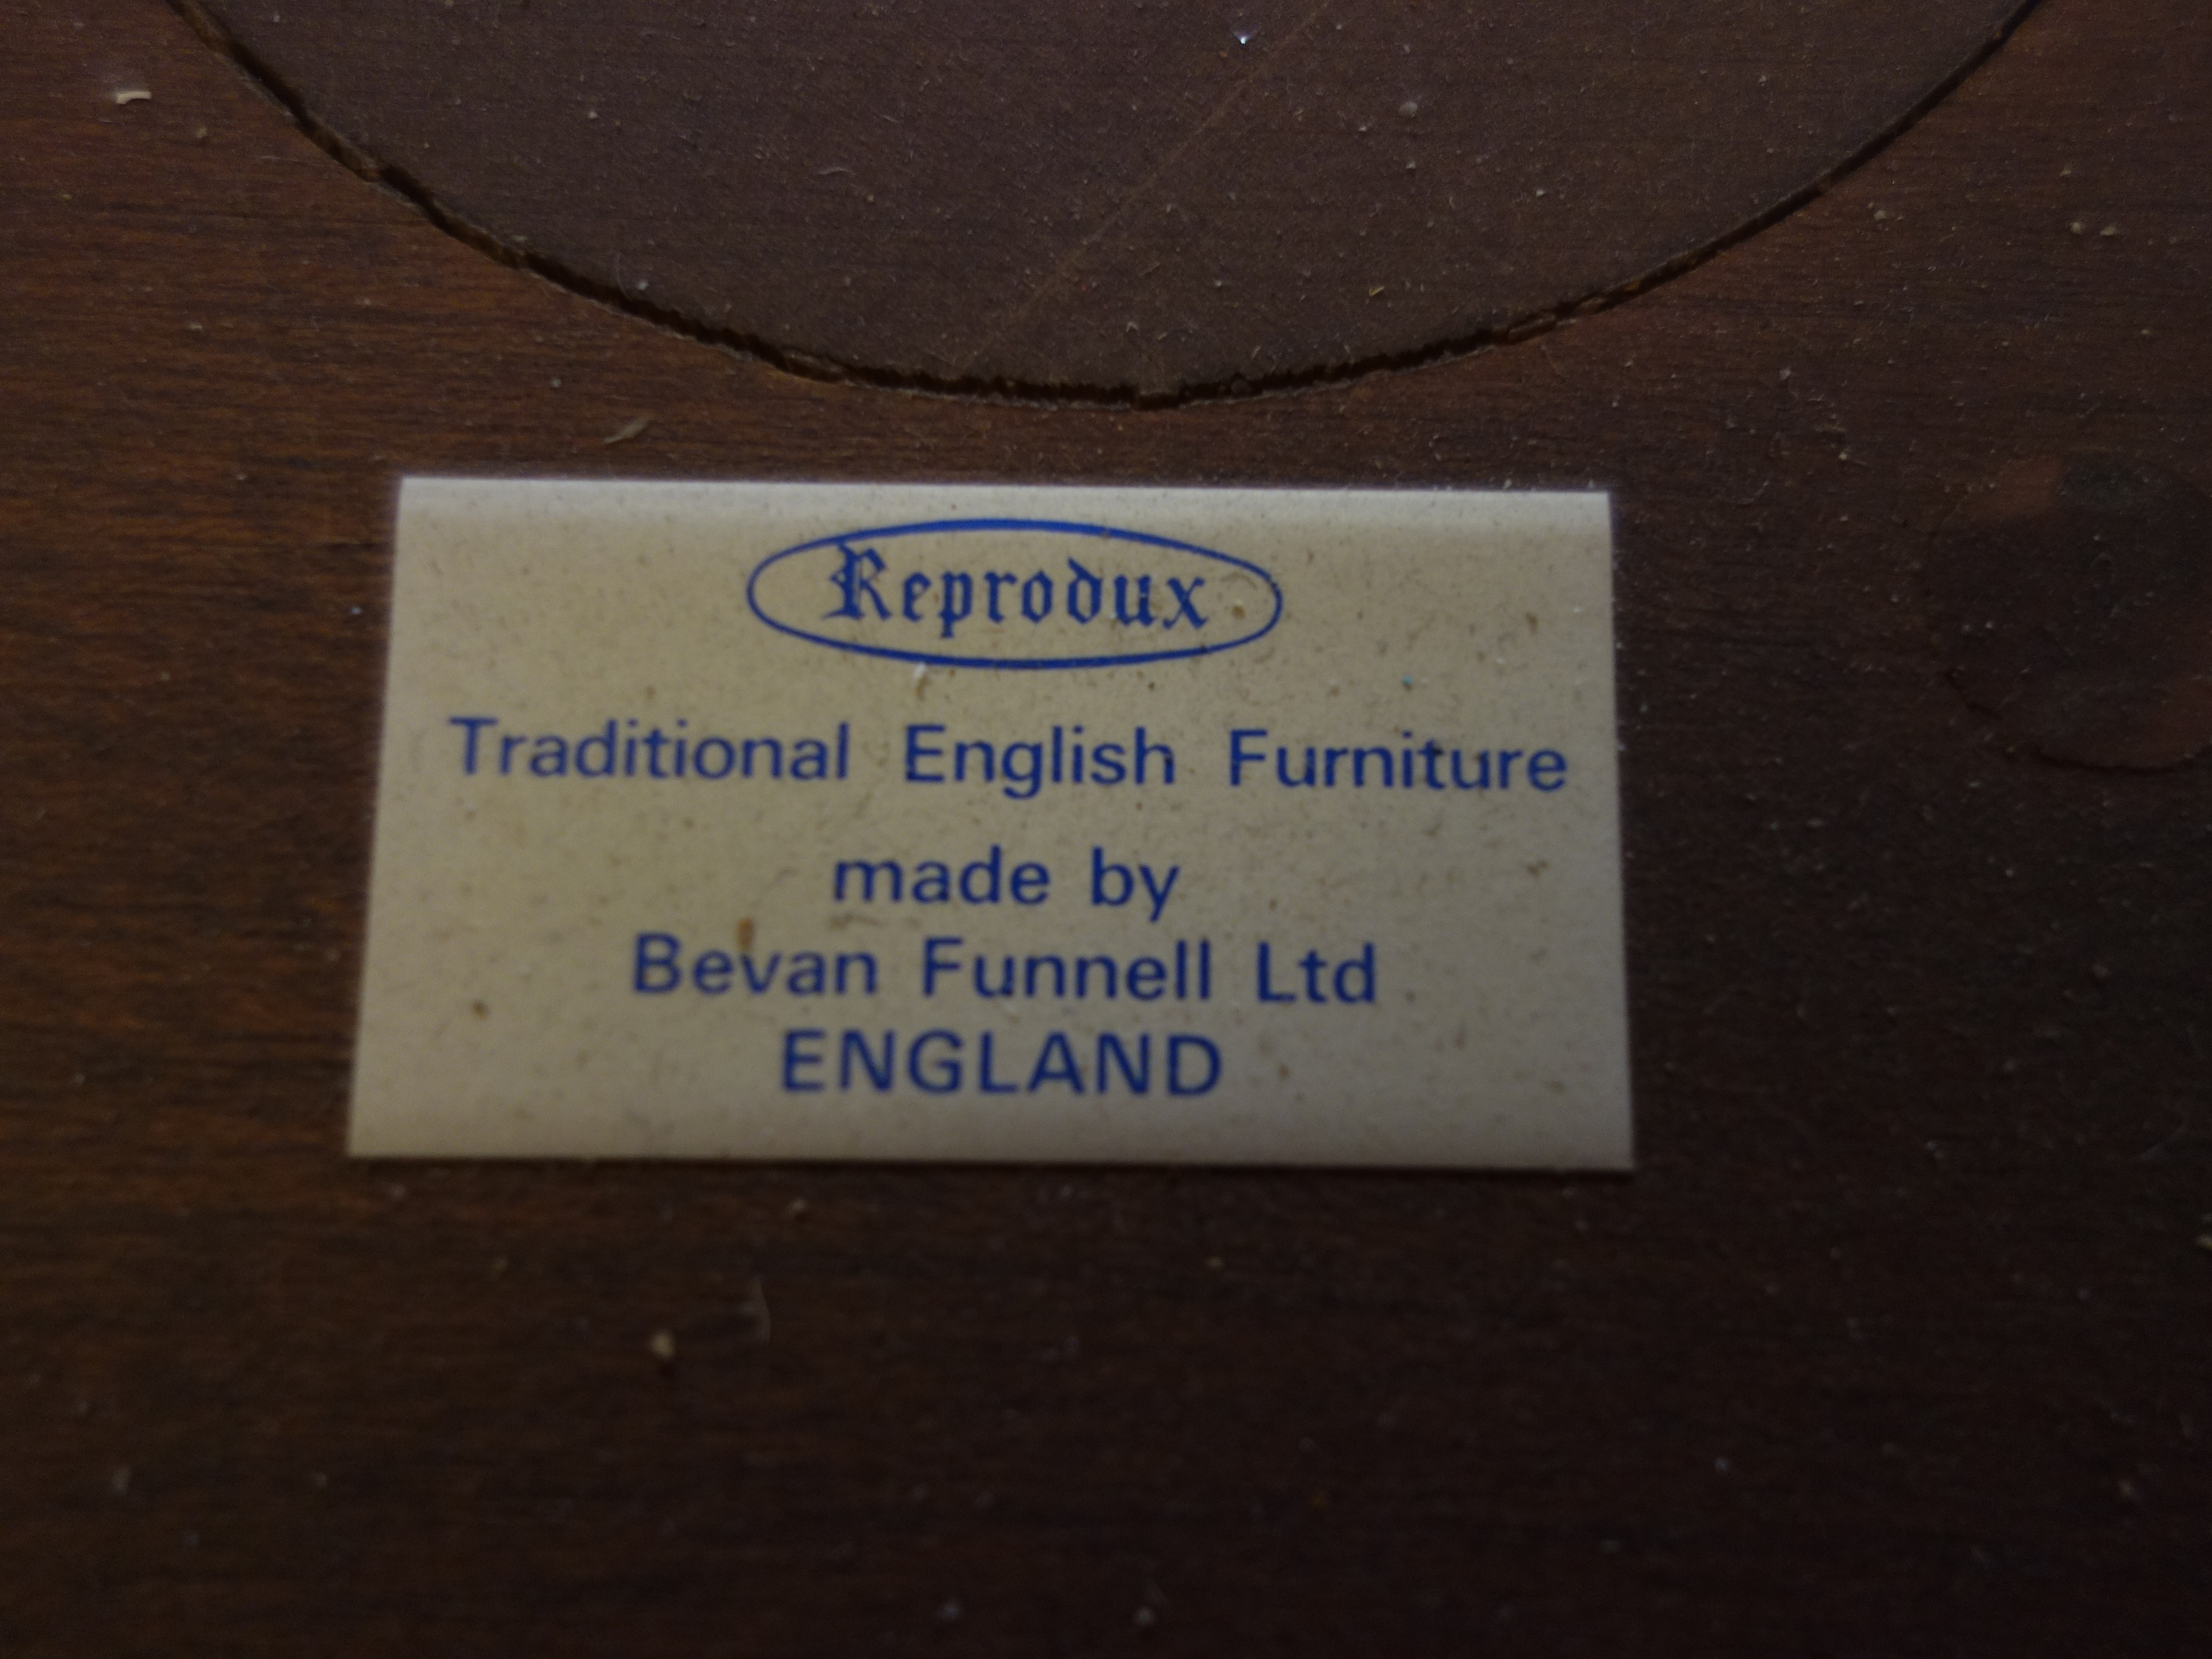 Reprodux
Traditional English Furniture
made by
Bevan Funnell Ltd
ENGLAND